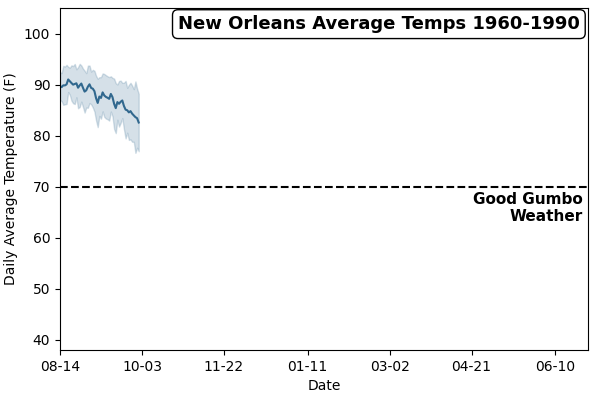 New Orleans Average Temps 1960-1990
Daily Average Temperature (F)
100
90
80
70
60
50
40
Good Gumbo
Weather
08-14
10-03
11-22
01-11
03-02
04-21
06-10
Date